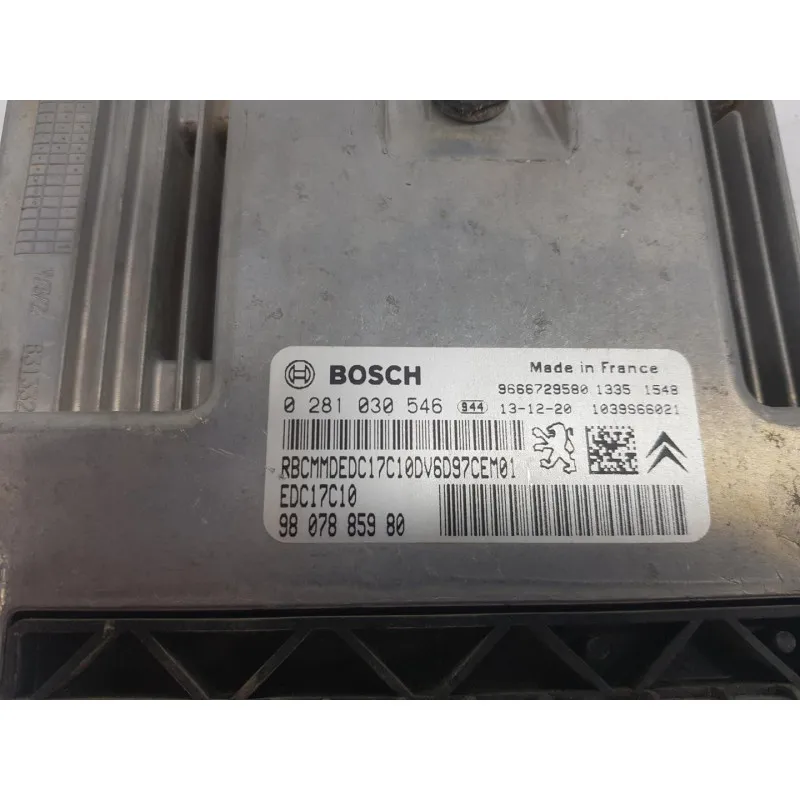 BOSCH
Made in France
9666729580 1335 1548
0 281 030 546 944 13-12-20 1039S66021
RBCMMDEDC17C10DV6D97CEM01
EDC17C10
98 078 859 80